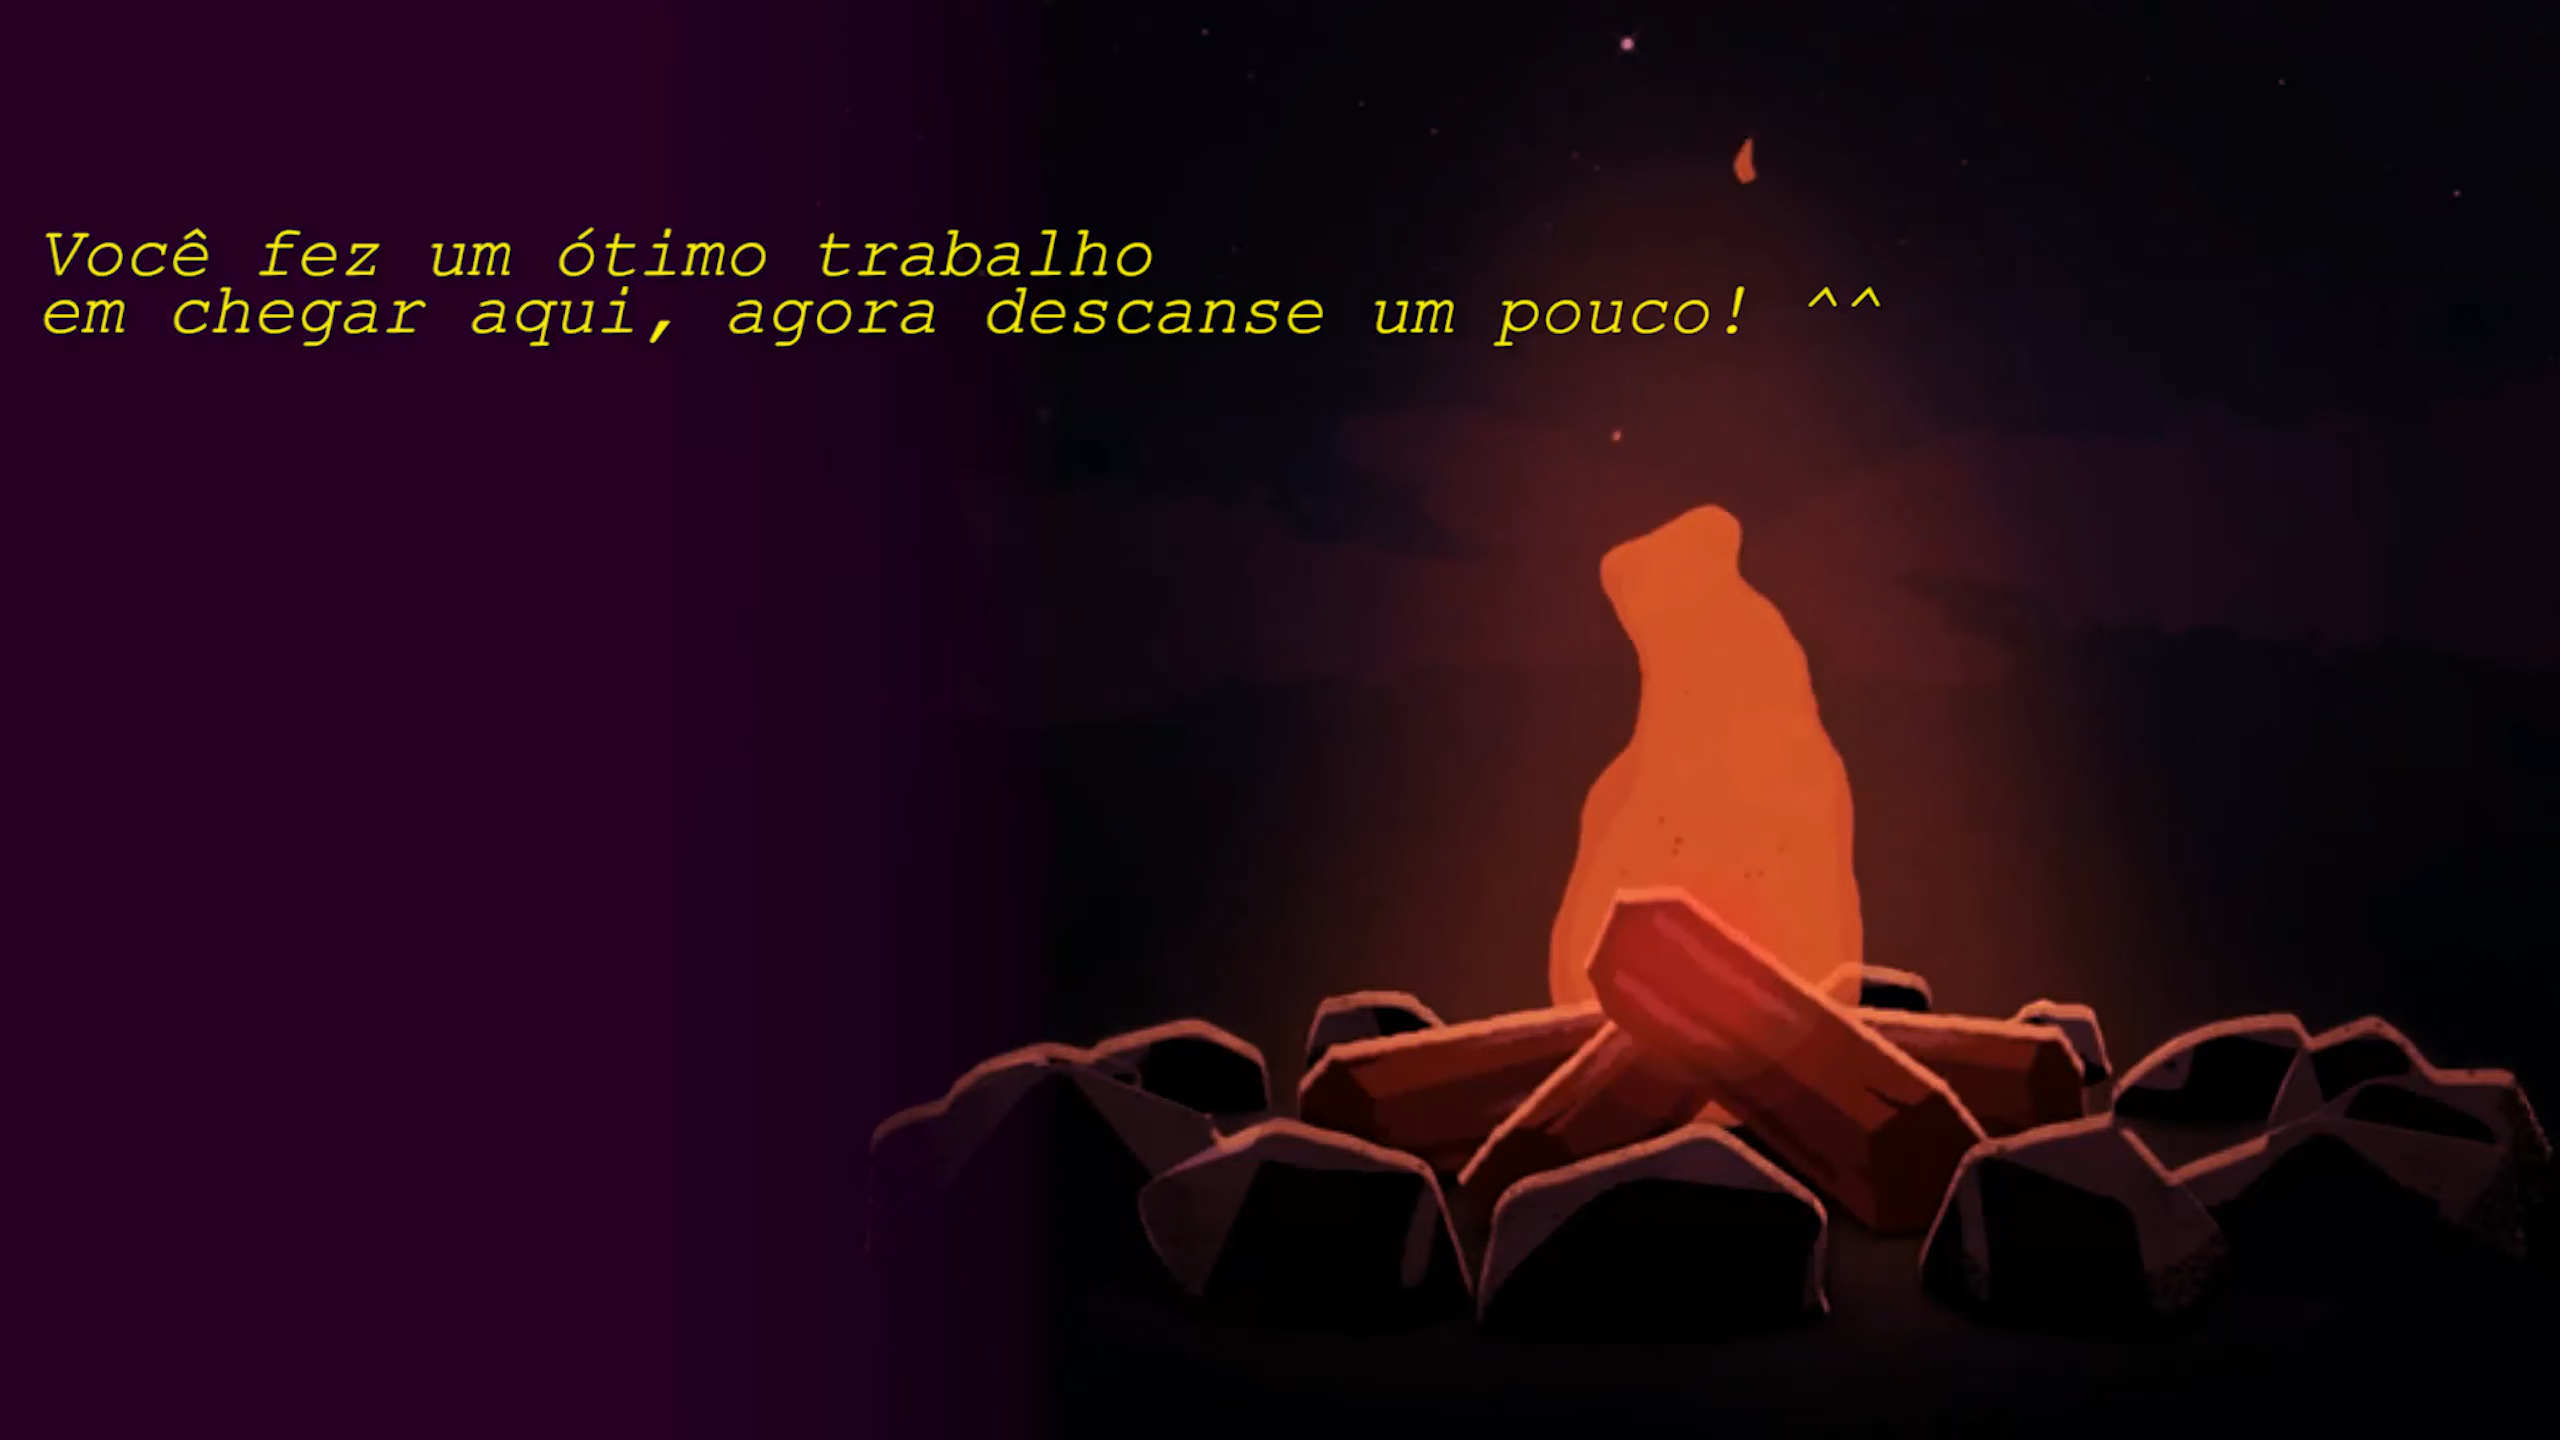 Você fez um ótimo trabalho
em chegar aqui, agora descanse um pouco! ^^